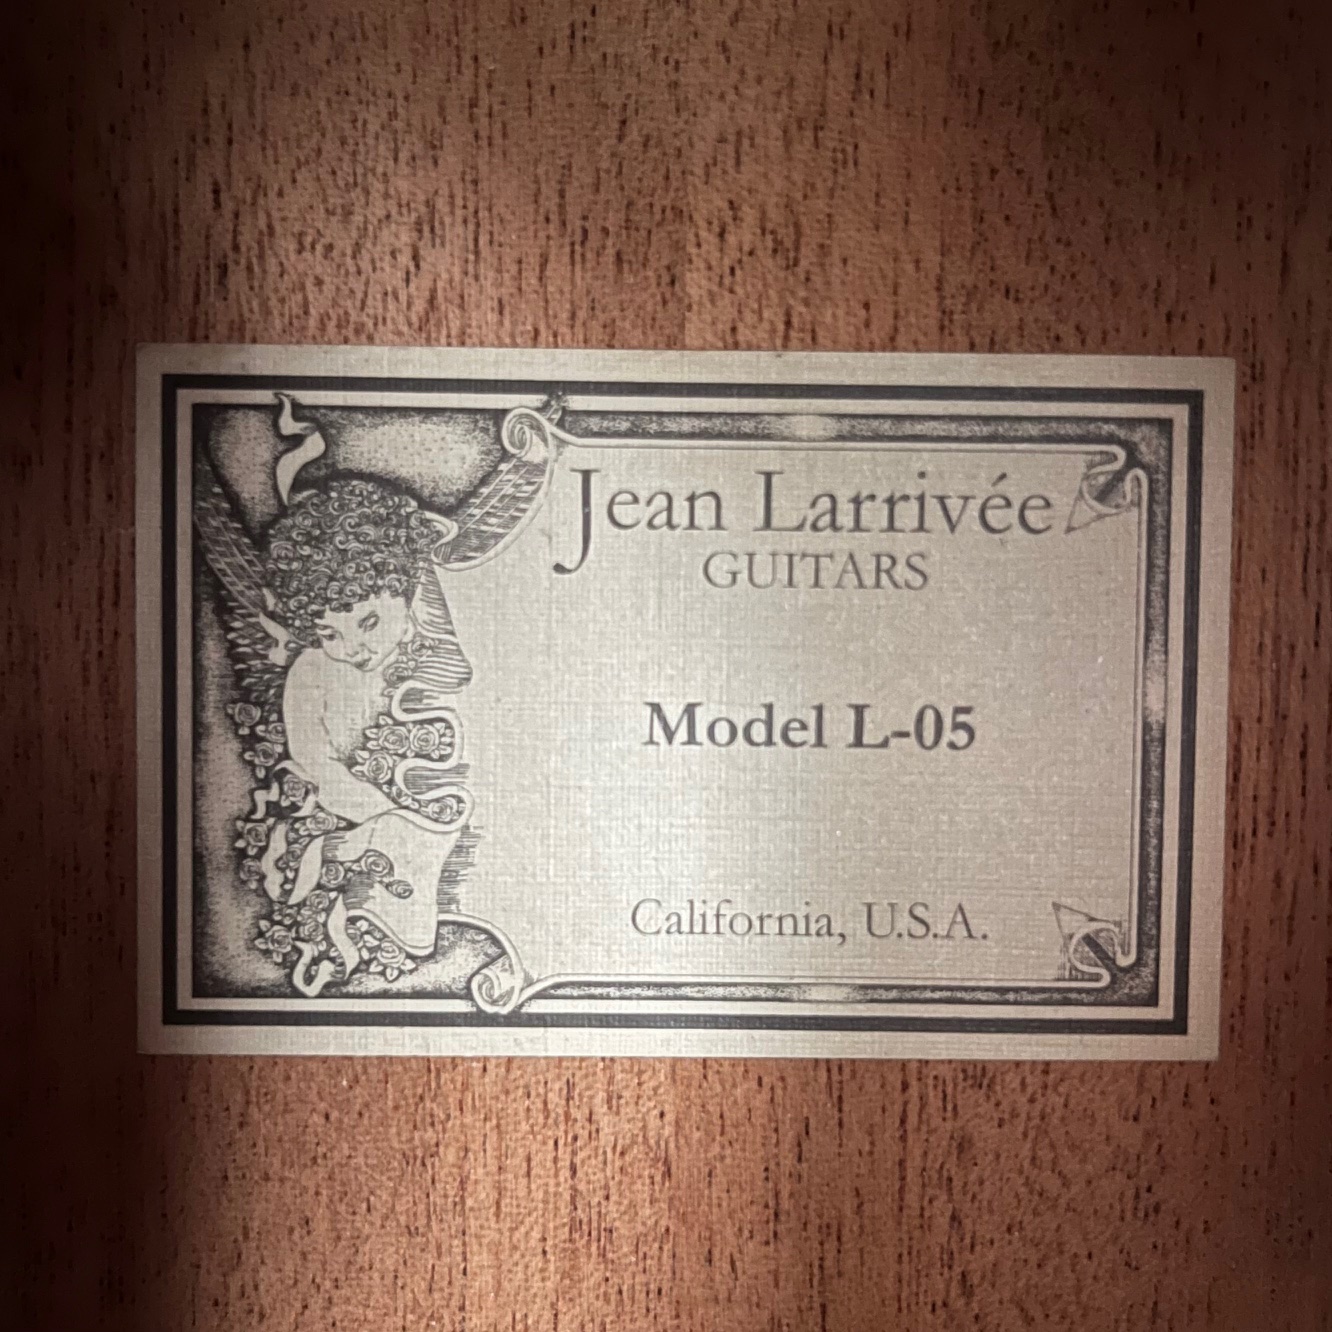 Jean Larrivée
GUITARS
Model L-05
California, U.S.A.